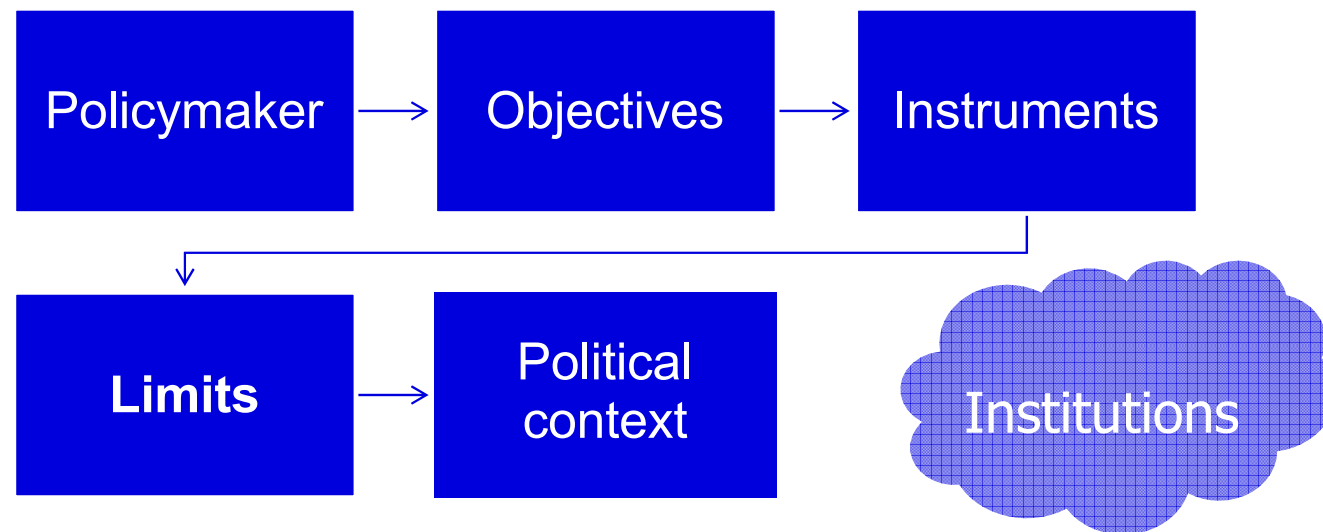 Policymaker
Objectives
Instruments
Limits
Political
context
Institutions